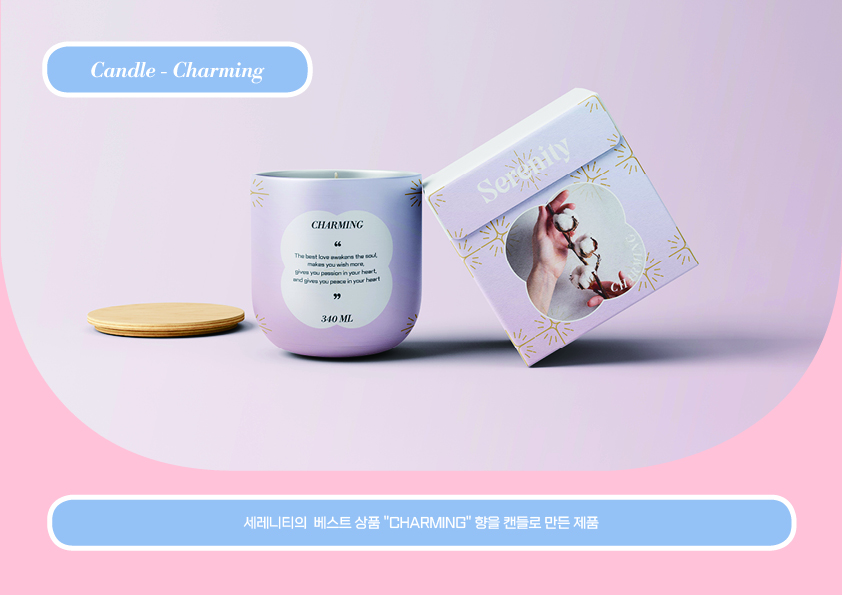 Candle - Charming
Serenity
CHARMING
CHARMING
❝
The best love awakens the soul,
makes you wish more,
gives you passion in your heart,
and gives you peace in your heart
❞
340 ML
세레니티의 베스트 상품 "CHARMING" 향을 캔들로 만든 제품